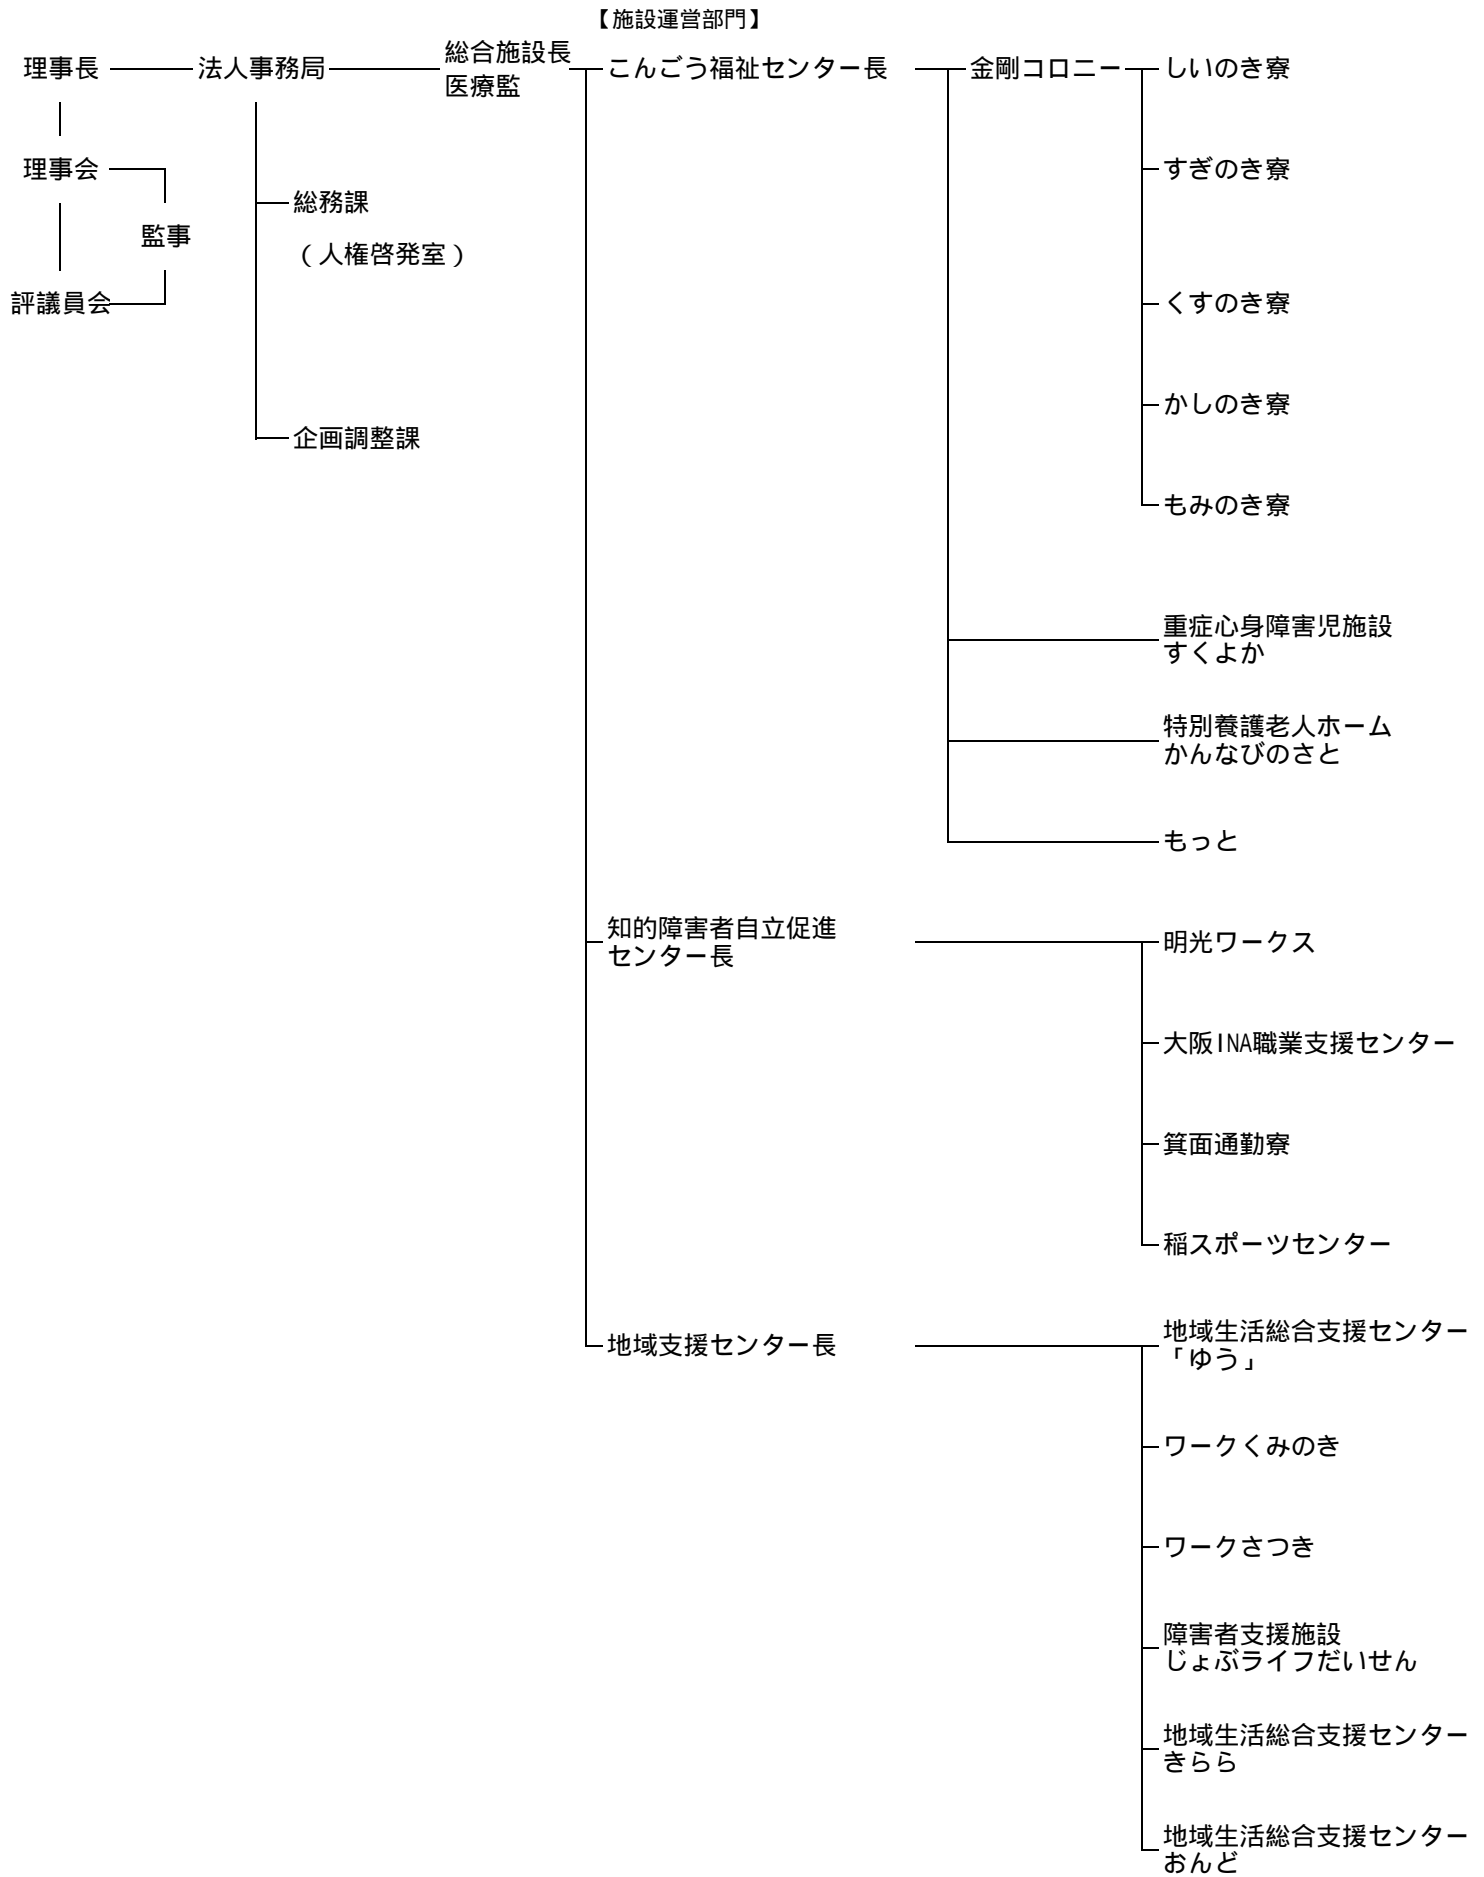 【施設運営部門】
理事長
法人事務局
総合施設長
医療監
こんごう福祉センター長
金剛コロニー
しいのき寮
理事会
すぎのき寮
総務課
監事
（人権啓発室）
評議員会
くすのき寮
かしのき寮
企画調整課
もみのき寮
重症心身障害児施設
すくよか
特別養護老人ホーム
かんなびのさと
もっと
知的障害者自立促進
センター長
明光ワークス
大阪INA職業支援センター
箕面通勤寮
稲スポーツセンター
地域支援センター長
地域生活総合支援センター
「ゆう」
ワークくみのき
ワークさつき
障害者支援施設
じょぶライフだいせん
地域生活総合支援センター
きらら
地域生活総合支援センター
おんど